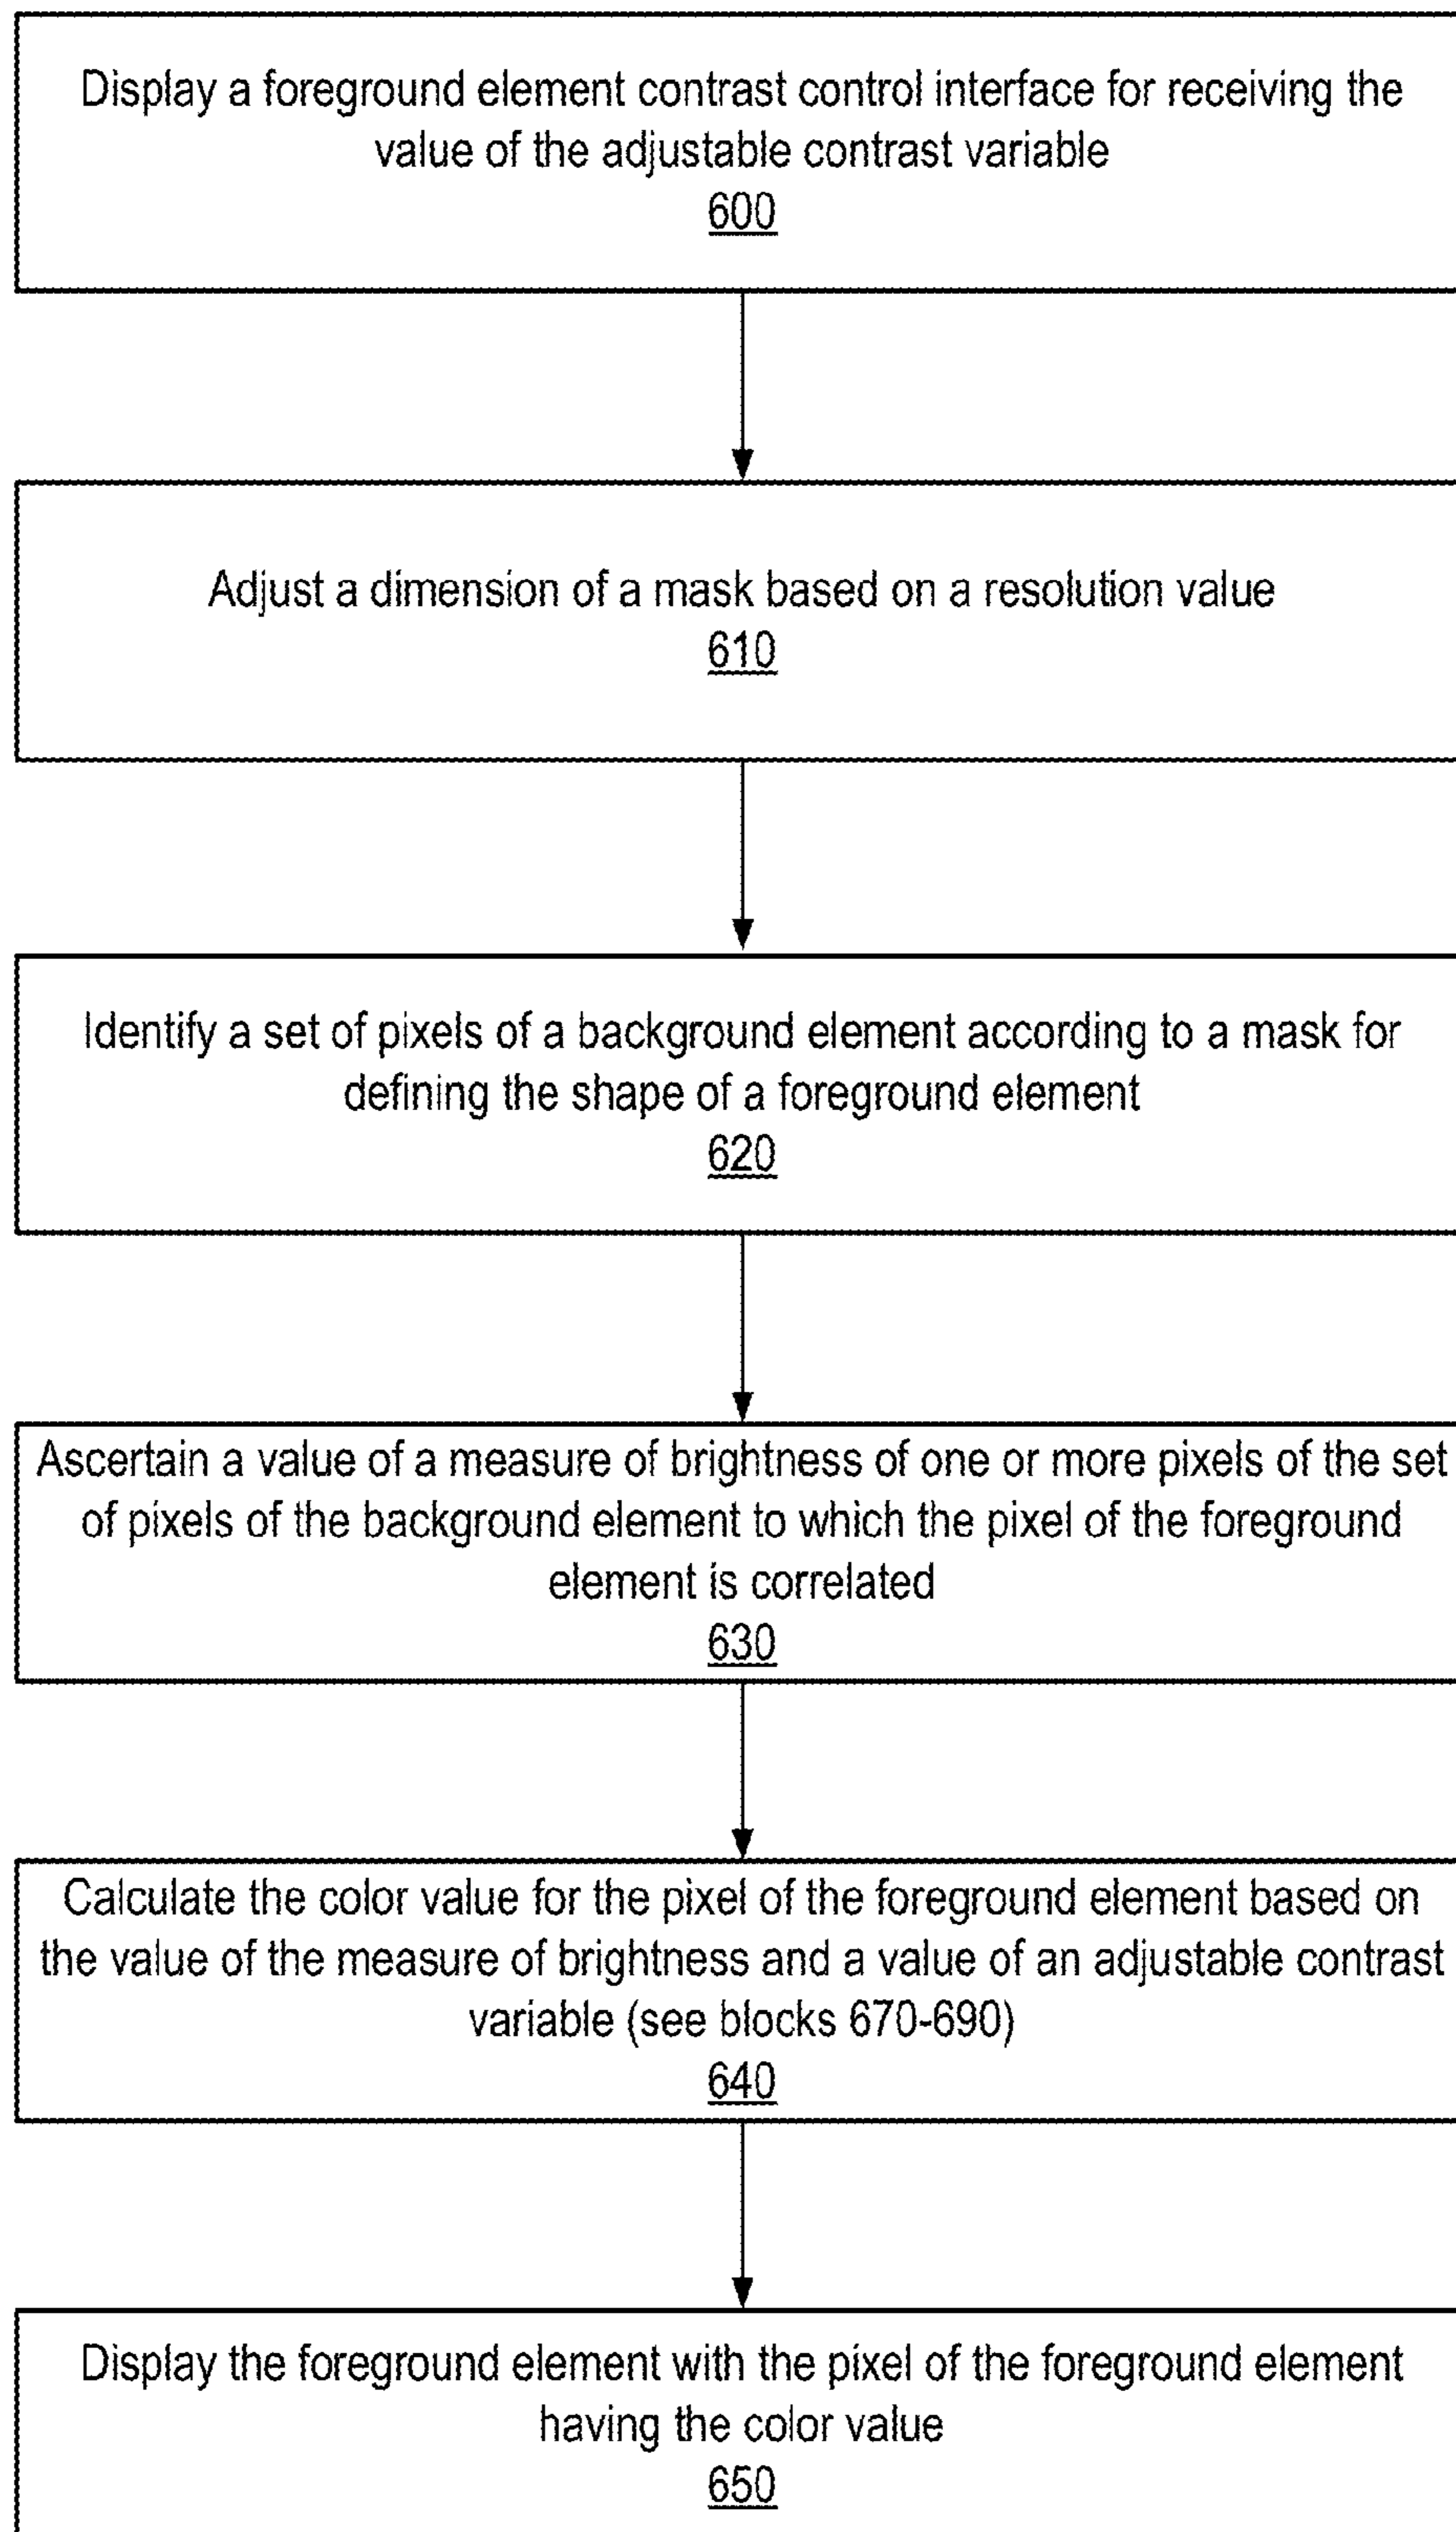 Display a foreground element contrast control interface for receiving the
value of the adjustable contrast variable
600
Adjust a dimension of a mask based on a resolution value
610
Identify a set of pixels of a background element according to a mask for
defining the shape of a foreground element
620
Ascertain a value of a measure of brightness of one or more pixels of the set
of pixels of the background element to which the pixel of the foreground
element is correlated
630
Calculate the color value for the pixel of the foreground element based on
the value of the measure of brightness and a value of an adjustable contrast
variable (see blocks 670-690)
640
Display the foreground element with the pixel of the foreground element
having the color value
650